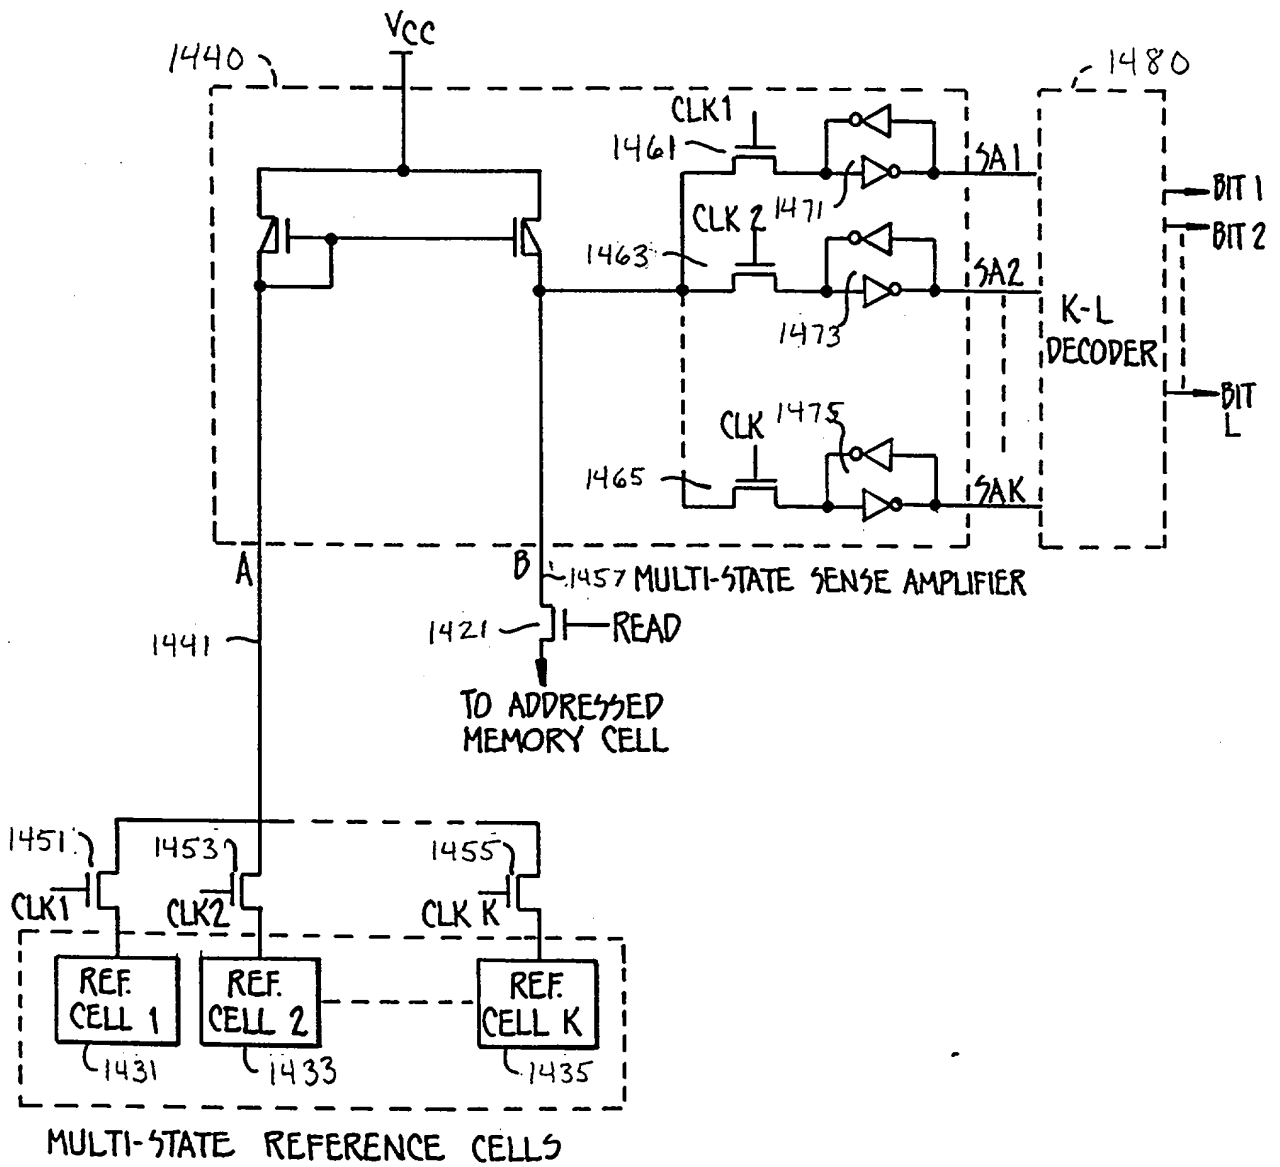 VCC
1440
1480
CLK1
1461
SA1
1471
BIT 1
CLK 2
BIT 2
1463
SA2
K-L
DECODER
1473
BIT
L
CLK
1475
1465
SAK
A
B
1457
MULTI-STATE SENSE AMPLIFIER
1421
READ
1441
TO ADDRESSED
MEMORY CELL
1451
1453
1455
CLK1
CLK2
CLK K
REF.
CELL 1
REF.
CELL 2
REF.
CELL K
1431
1433
1435
MULTI-STATE REFERENCE CELLS